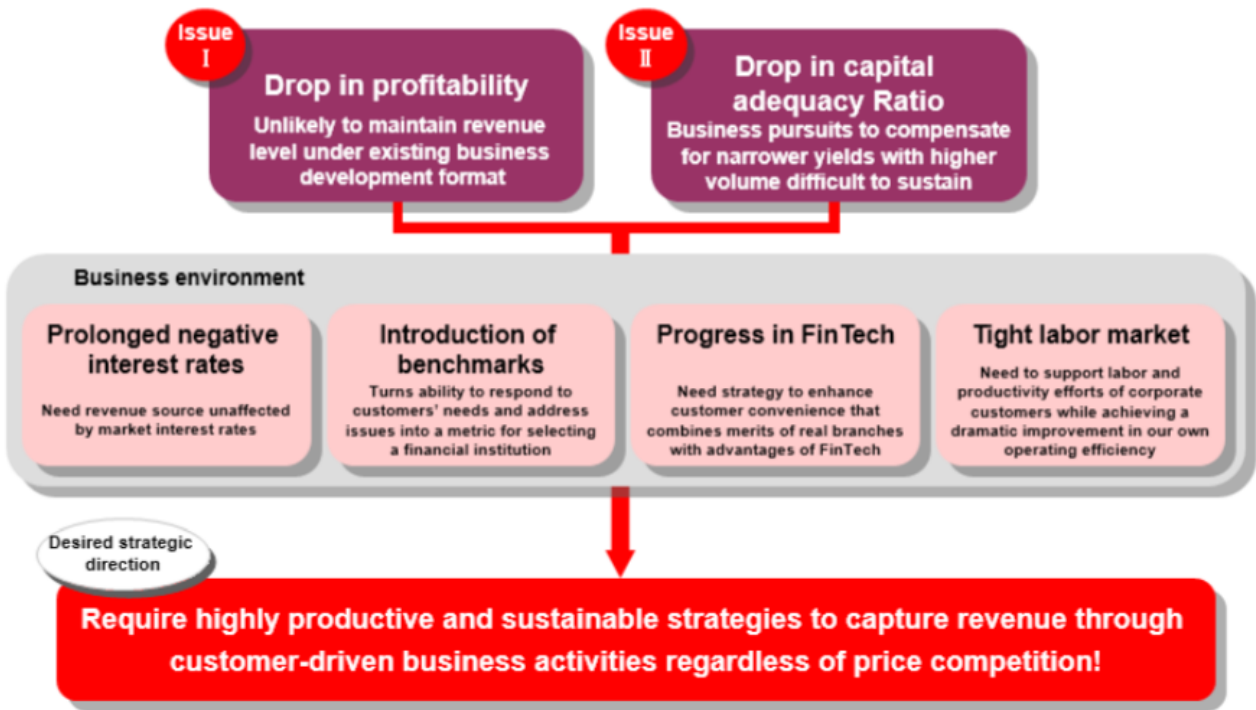 Issue
Ⅰ
Drop in profitability
Unlikely to maintain revenue
level under existing business
development format
Issue
Ⅱ
Drop in capital
adequacy Ratio
Business pursuits to compensate
for narrower yields with higher
volume difficult to sustain
Business environment
Prolonged negative
interest rates
Need revenue source unaffected
by market interest rates
Introduction of
benchmarks
Turns ability to respond to
customers' needs and address
issues into a metric for selecting
a financial institution
Progress in FinTech
Need strategy to enhance
customer convenience that
combines merits of real branches
with advantages of FinTech
Tight labor market
Need to support labor and
productivity efforts of corporate
customers while achieving a
dramatic improvement in our own
operating efficiency
Desired strategic
direction
Require highly productive and sustainable strategies to capture revenue through
customer-driven business activities regardless of price competition!